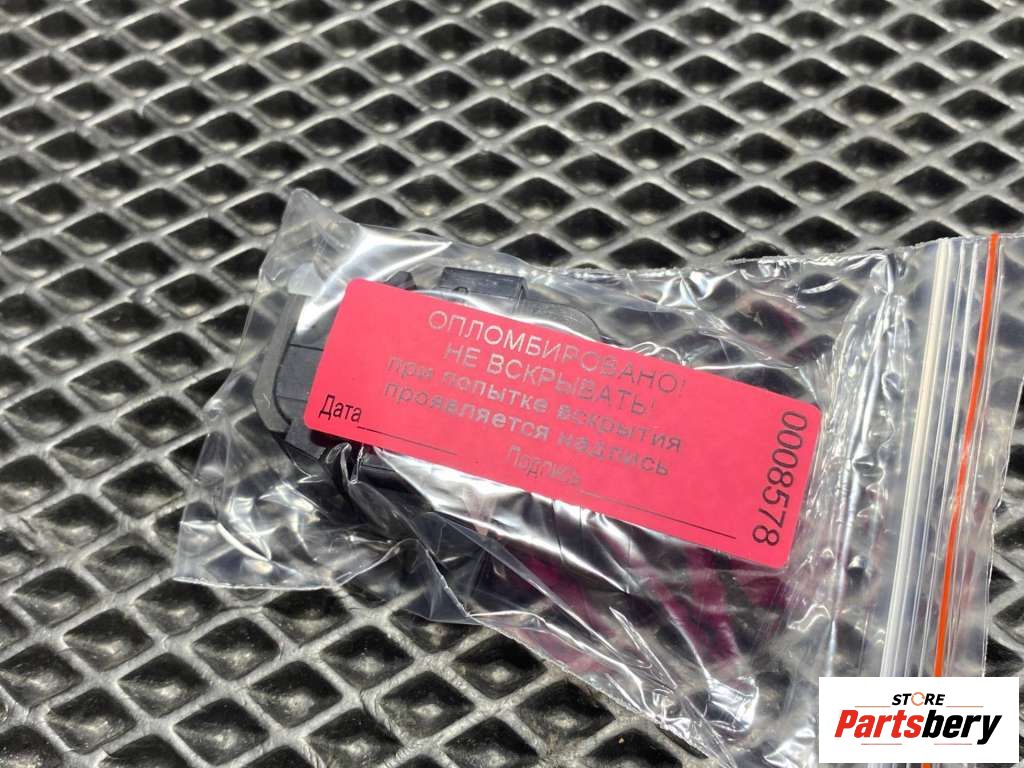 ОПЛОМБИРОВАНО!
НЕ ВСКРЫВАТЬ!
при попытке вскрытия
проявляется надпись
Дата
Подпись
0008578
STORE
Partsbery